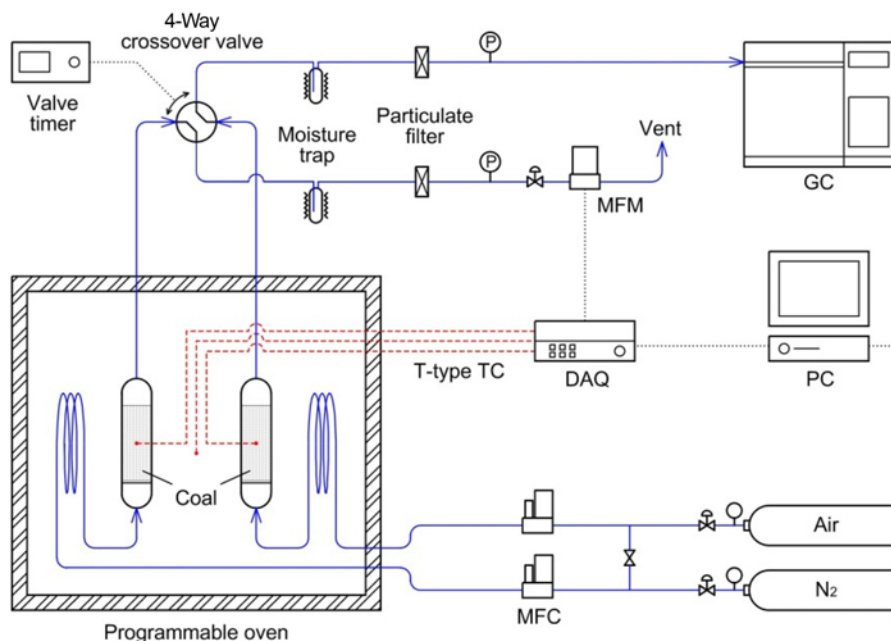 4-Way
crossover valve
Valve
timer
P
Moisture
trap
Particulate
filter
P
Vent
MFM
GC
T-type TC
DAQ
PC
Coal
Air
N₂
MFC
Programmable oven